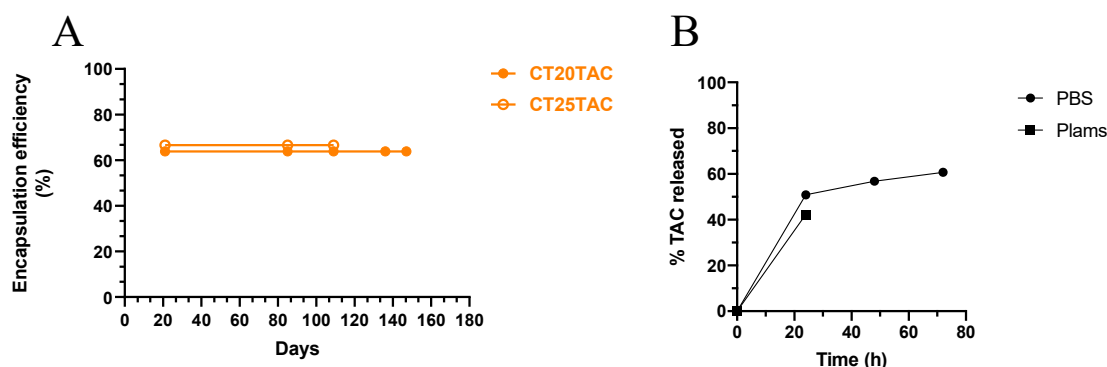 A
Encapsulation efficiency
(%)
100
80
60
40
20
0
0 20 40 60 80 100 120 140 160 180
Days
CT20TAC
CT25TAC
B
% TAC released
100
80
60
40
20
0
0 20 40 60 80
Time (h)
PBS
Plams